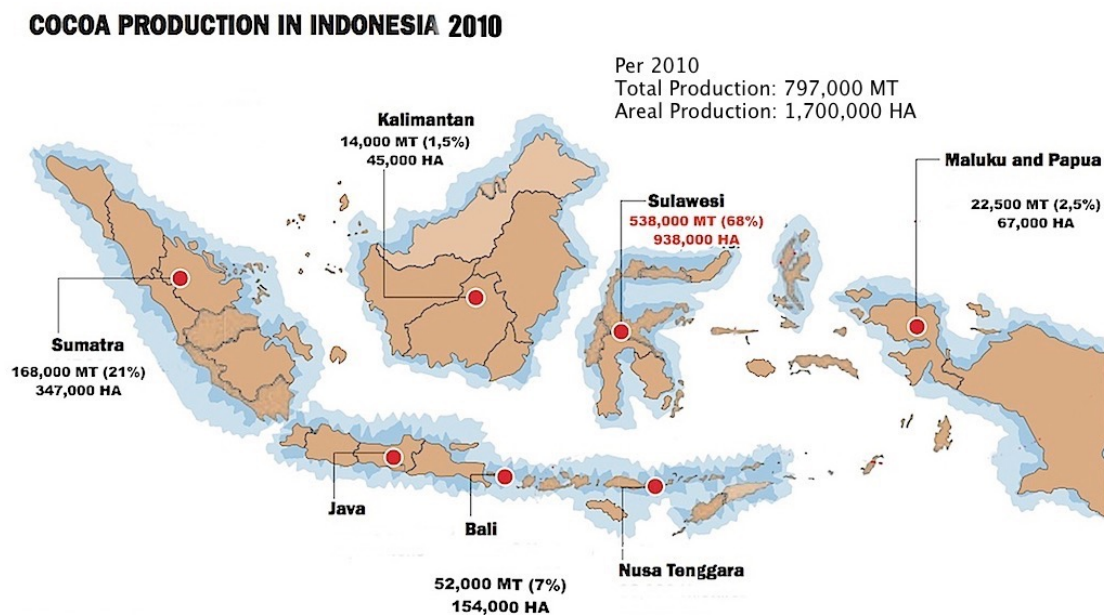 COCOA PRODUCTION IN INDONESIA 2010
Per 2010
Total Production: 797,000 MT
Areal Production: 1,700,000 HA
Kalimantan
14,000 MT (1,5%)
45,000 HA
Maluku and Papua
22,500 MT (2,5%)
67,000 HA
Sulawesi
538,000 MT (68%)
938,000 HA
Sumatra
168,000 MT (21%)
347,000 HA
Java
Bali
Nusa Tenggara
52,000 MT (7%)
154,000 HA